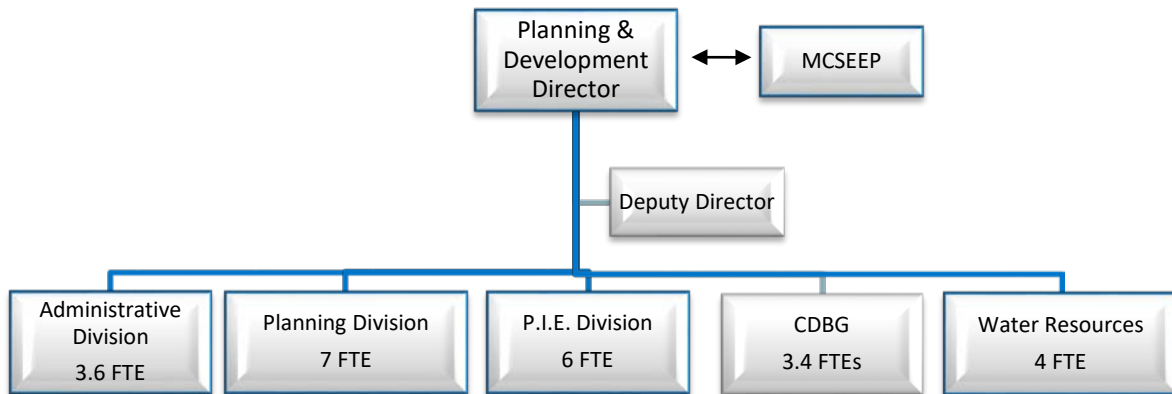 Planning &
Development
Director
MCSEEP
Deputy Director
Administrative
Division
3.6 FTE
Planning Division
7 FTE
P.I.E. Division
6 FTE
CDBG
3.4 FTEs
Water Resources
4 FTE